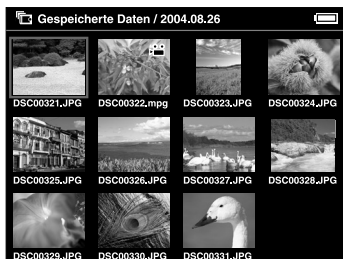 Gespeicherte Daten / 2004.08.26
DSC00321.JPG DSC00322.mpg DSC00323.JPG DSC00324.JPG
DSC00325.JPG DSC00326.JPG DSC00327.JPG DSC00328.JPG
DSC00329.JPG DSC00330.JPG DSC00331.JPG